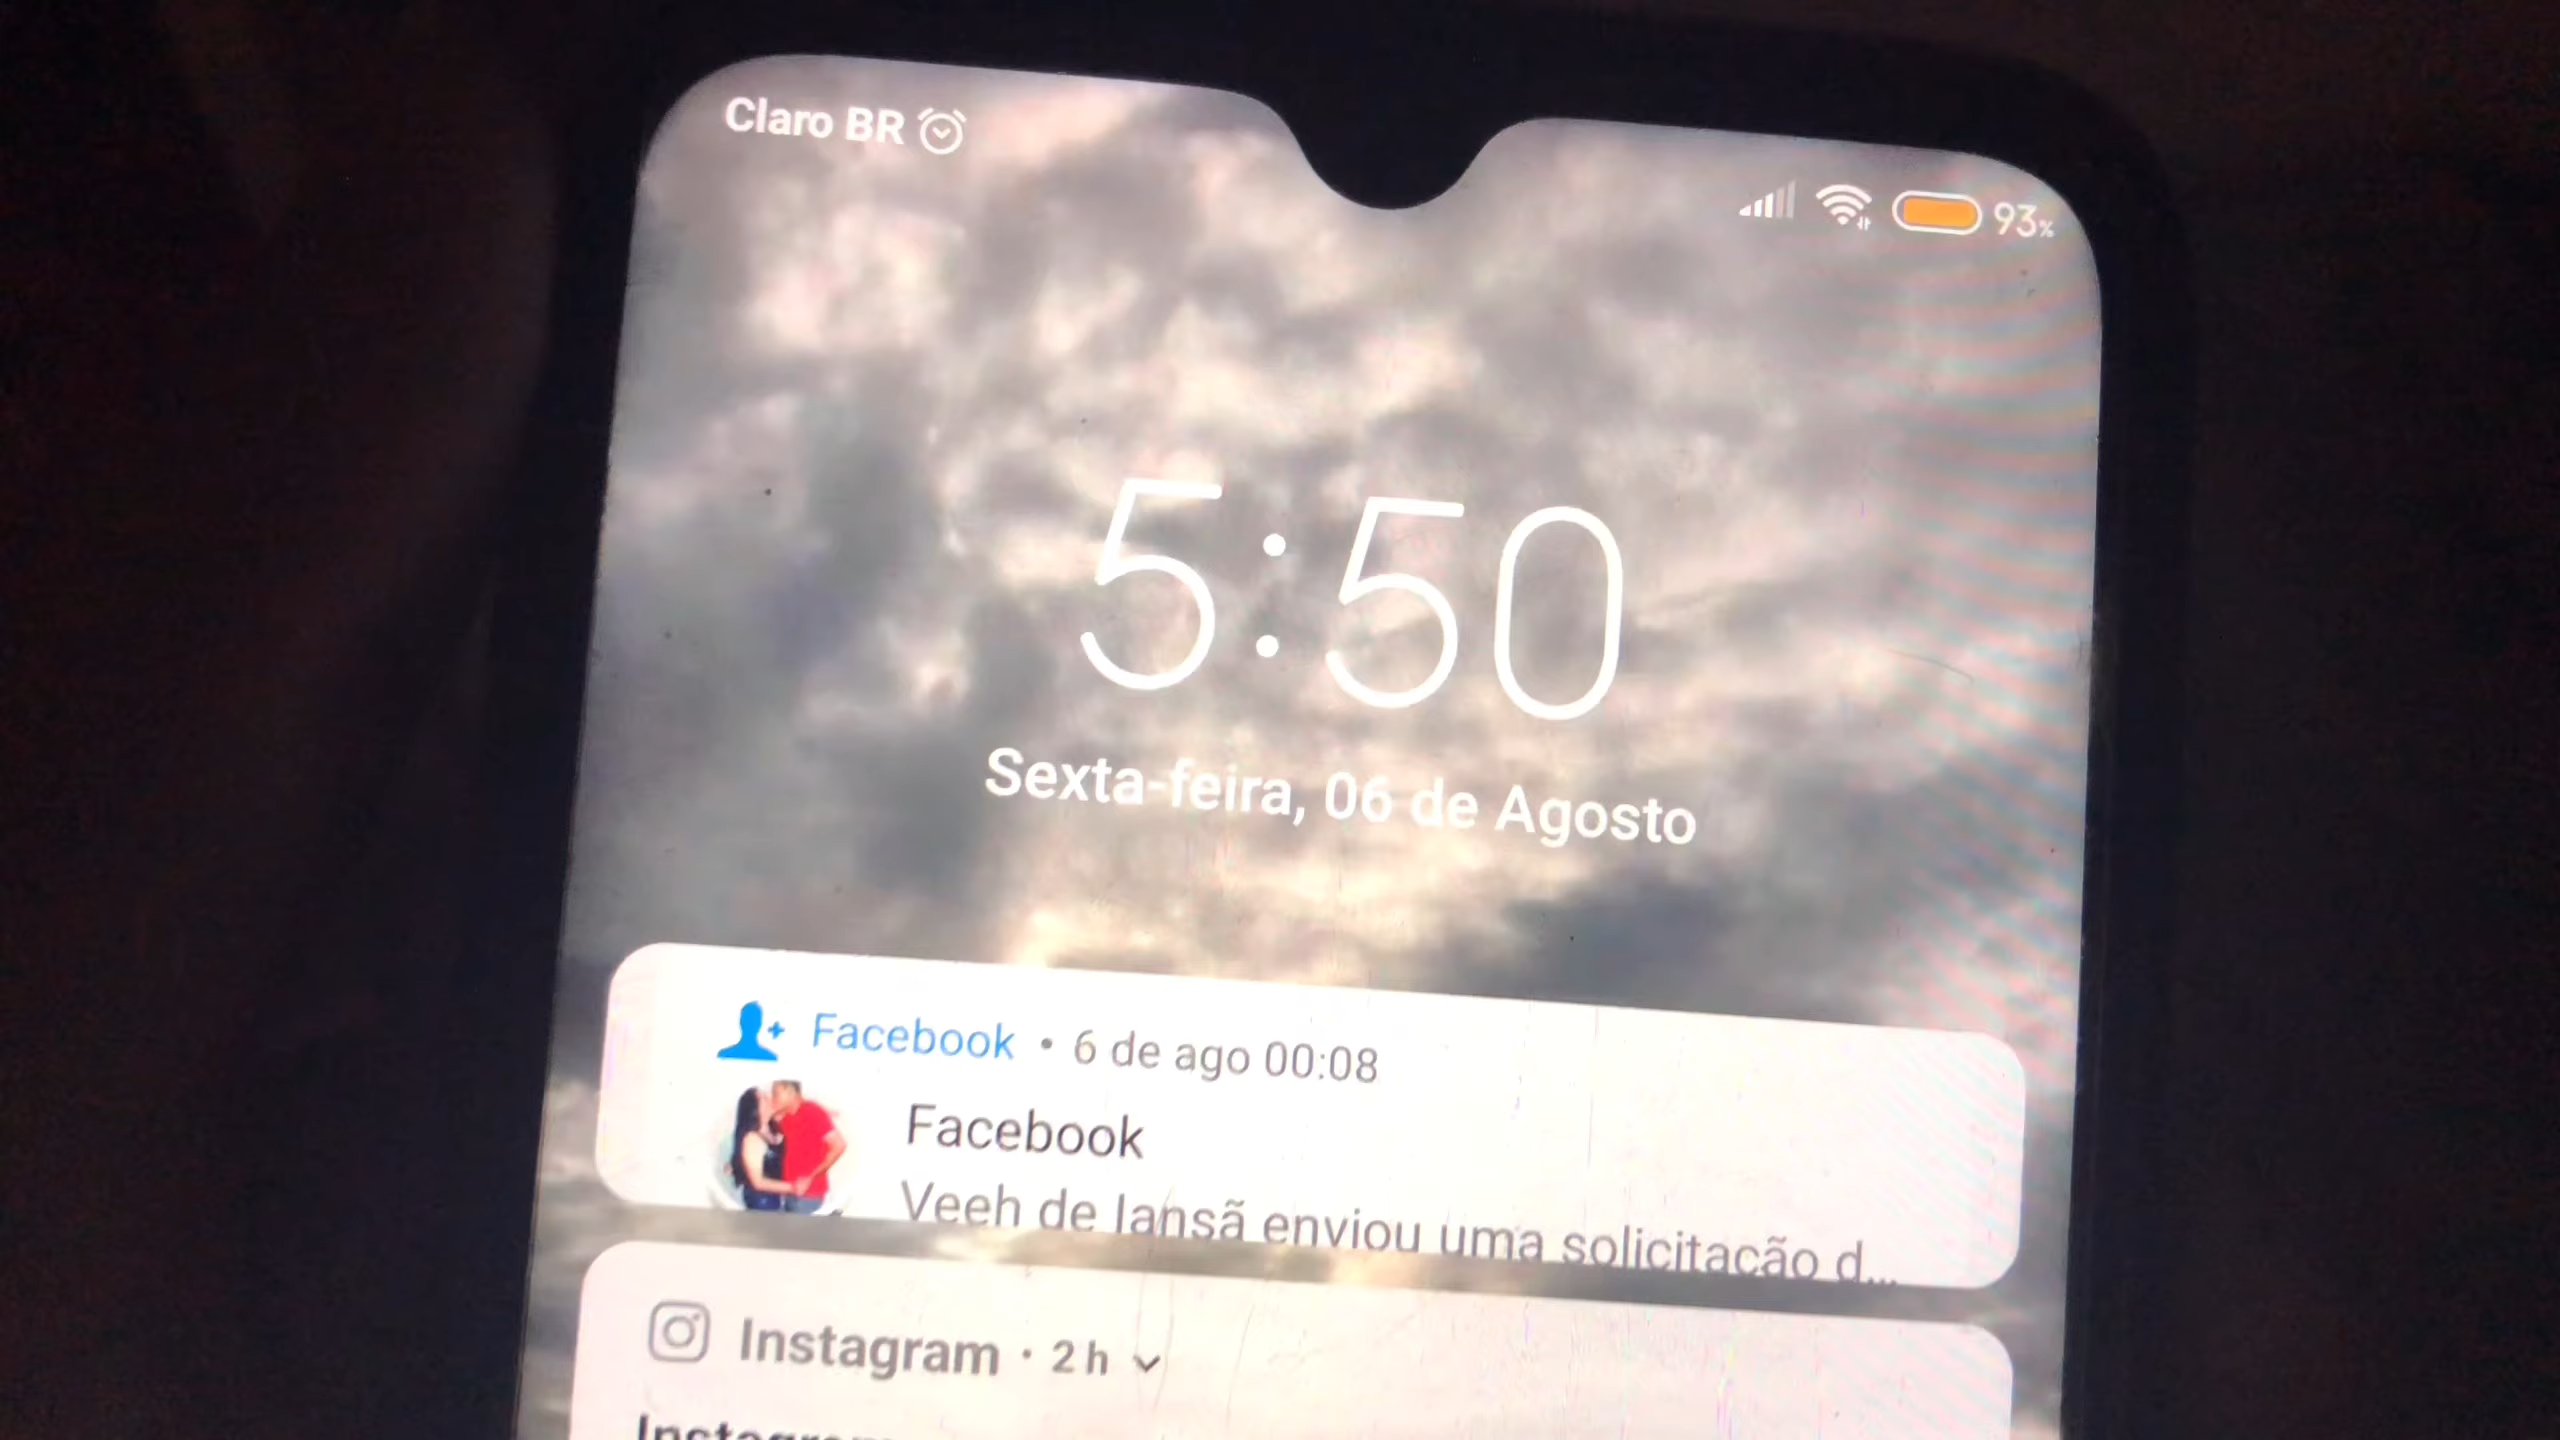 Claro BR
93%
5:50
Sexta-feira, 06 de Agosto
Facebook • 6 de ago 00:08
Facebook
Veeh de Iansã enviou uma solicitação d...
Instagram · 2 h
Instagram